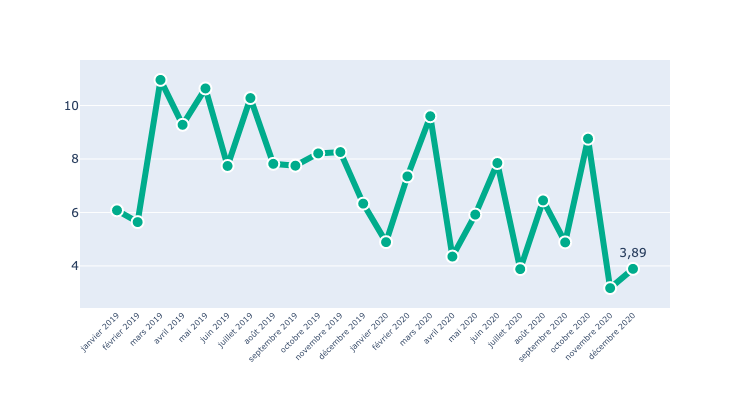 10
8
6
4
3,89
janvier 2019
février 2019
mars 2019
avril 2019
mai 2019
juin 2019
juillet 2019
août 2019
septembre 2019
octobre 2019
novembre 2019
décembre 2019
janvier 2020
février 2020
mars 2020
avril 2020
mai 2020
juin 2020
juillet 2020
août 2020
septembre 2020
octobre 2020
novembre 2020
décembre 2020